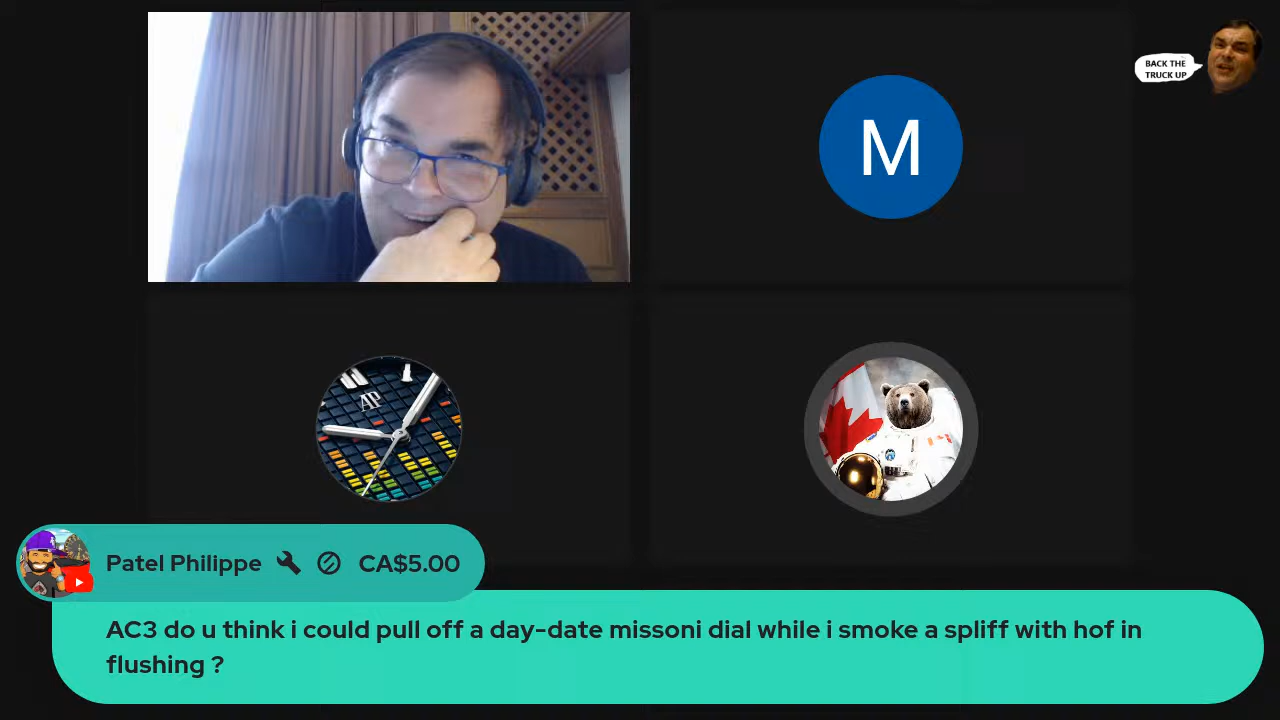 BACK THE
TRUCK UP
M
AP
Patel Philippe CA$5.00
AC3 do u think i could pull off a day-date missoni dial while i smoke a spliff with hof in
flushing ?